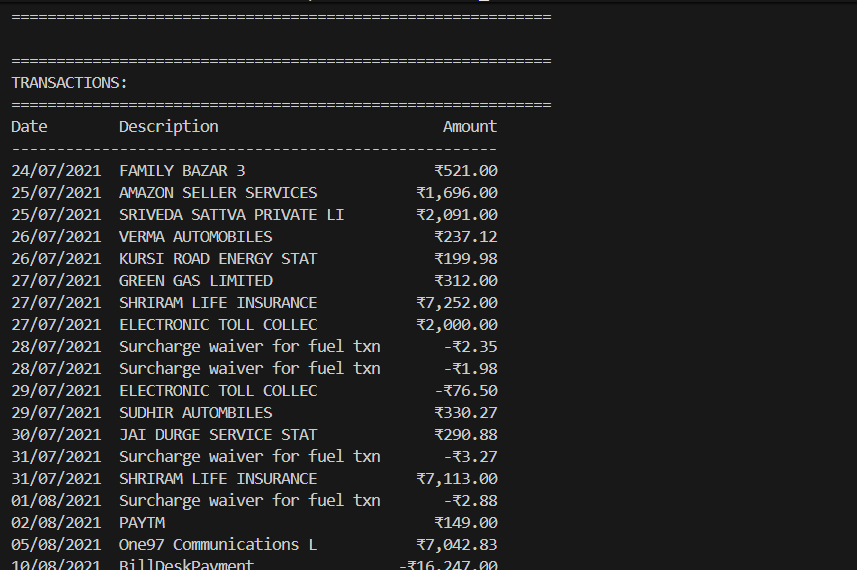 ============================================================
============================================================
TRANSACTIONS:
============================================================
Date Description Amount
------------------------------------------------------
24/07/2021 FAMILY BAZAR 3 ₹521.00
25/07/2021 AMAZON SELLER SERVICES ₹1,696.00
25/07/2021 SRIVEDA SATTVA PRIVATE LI ₹2,091.00
26/07/2021 VERMA AUTOMOBILES ₹237.12
26/07/2021 KURSI ROAD ENERGY STAT ₹199.98
27/07/2021 GREEN GAS LIMITED ₹312.00
27/07/2021 SHRIRAM LIFE INSURANCE ₹7,252.00
27/07/2021 ELECTRONIC TOLL COLLEC ₹2,000.00
28/07/2021 Surcharge waiver for fuel txn -₹2.35
28/07/2021 Surcharge waiver for fuel txn -₹1.98
29/07/2021 ELECTRONIC TOLL COLLEC -₹76.50
29/07/2021 SUDHIR AUTOMBILES ₹330.27
30/07/2021 JAI DURGE SERVICE STAT ₹290.88
31/07/2021 Surcharge waiver for fuel txn -₹3.27
31/07/2021 SHRIRAM LIFE INSURANCE ₹7,113.00
01/08/2021 Surcharge waiver for fuel txn -₹2.88
02/08/2021 PAYTM ₹149.00
05/08/2021 One97 Communications L ₹7,042.83
10/08/2021 BillDeskPayment -₹16,247.00